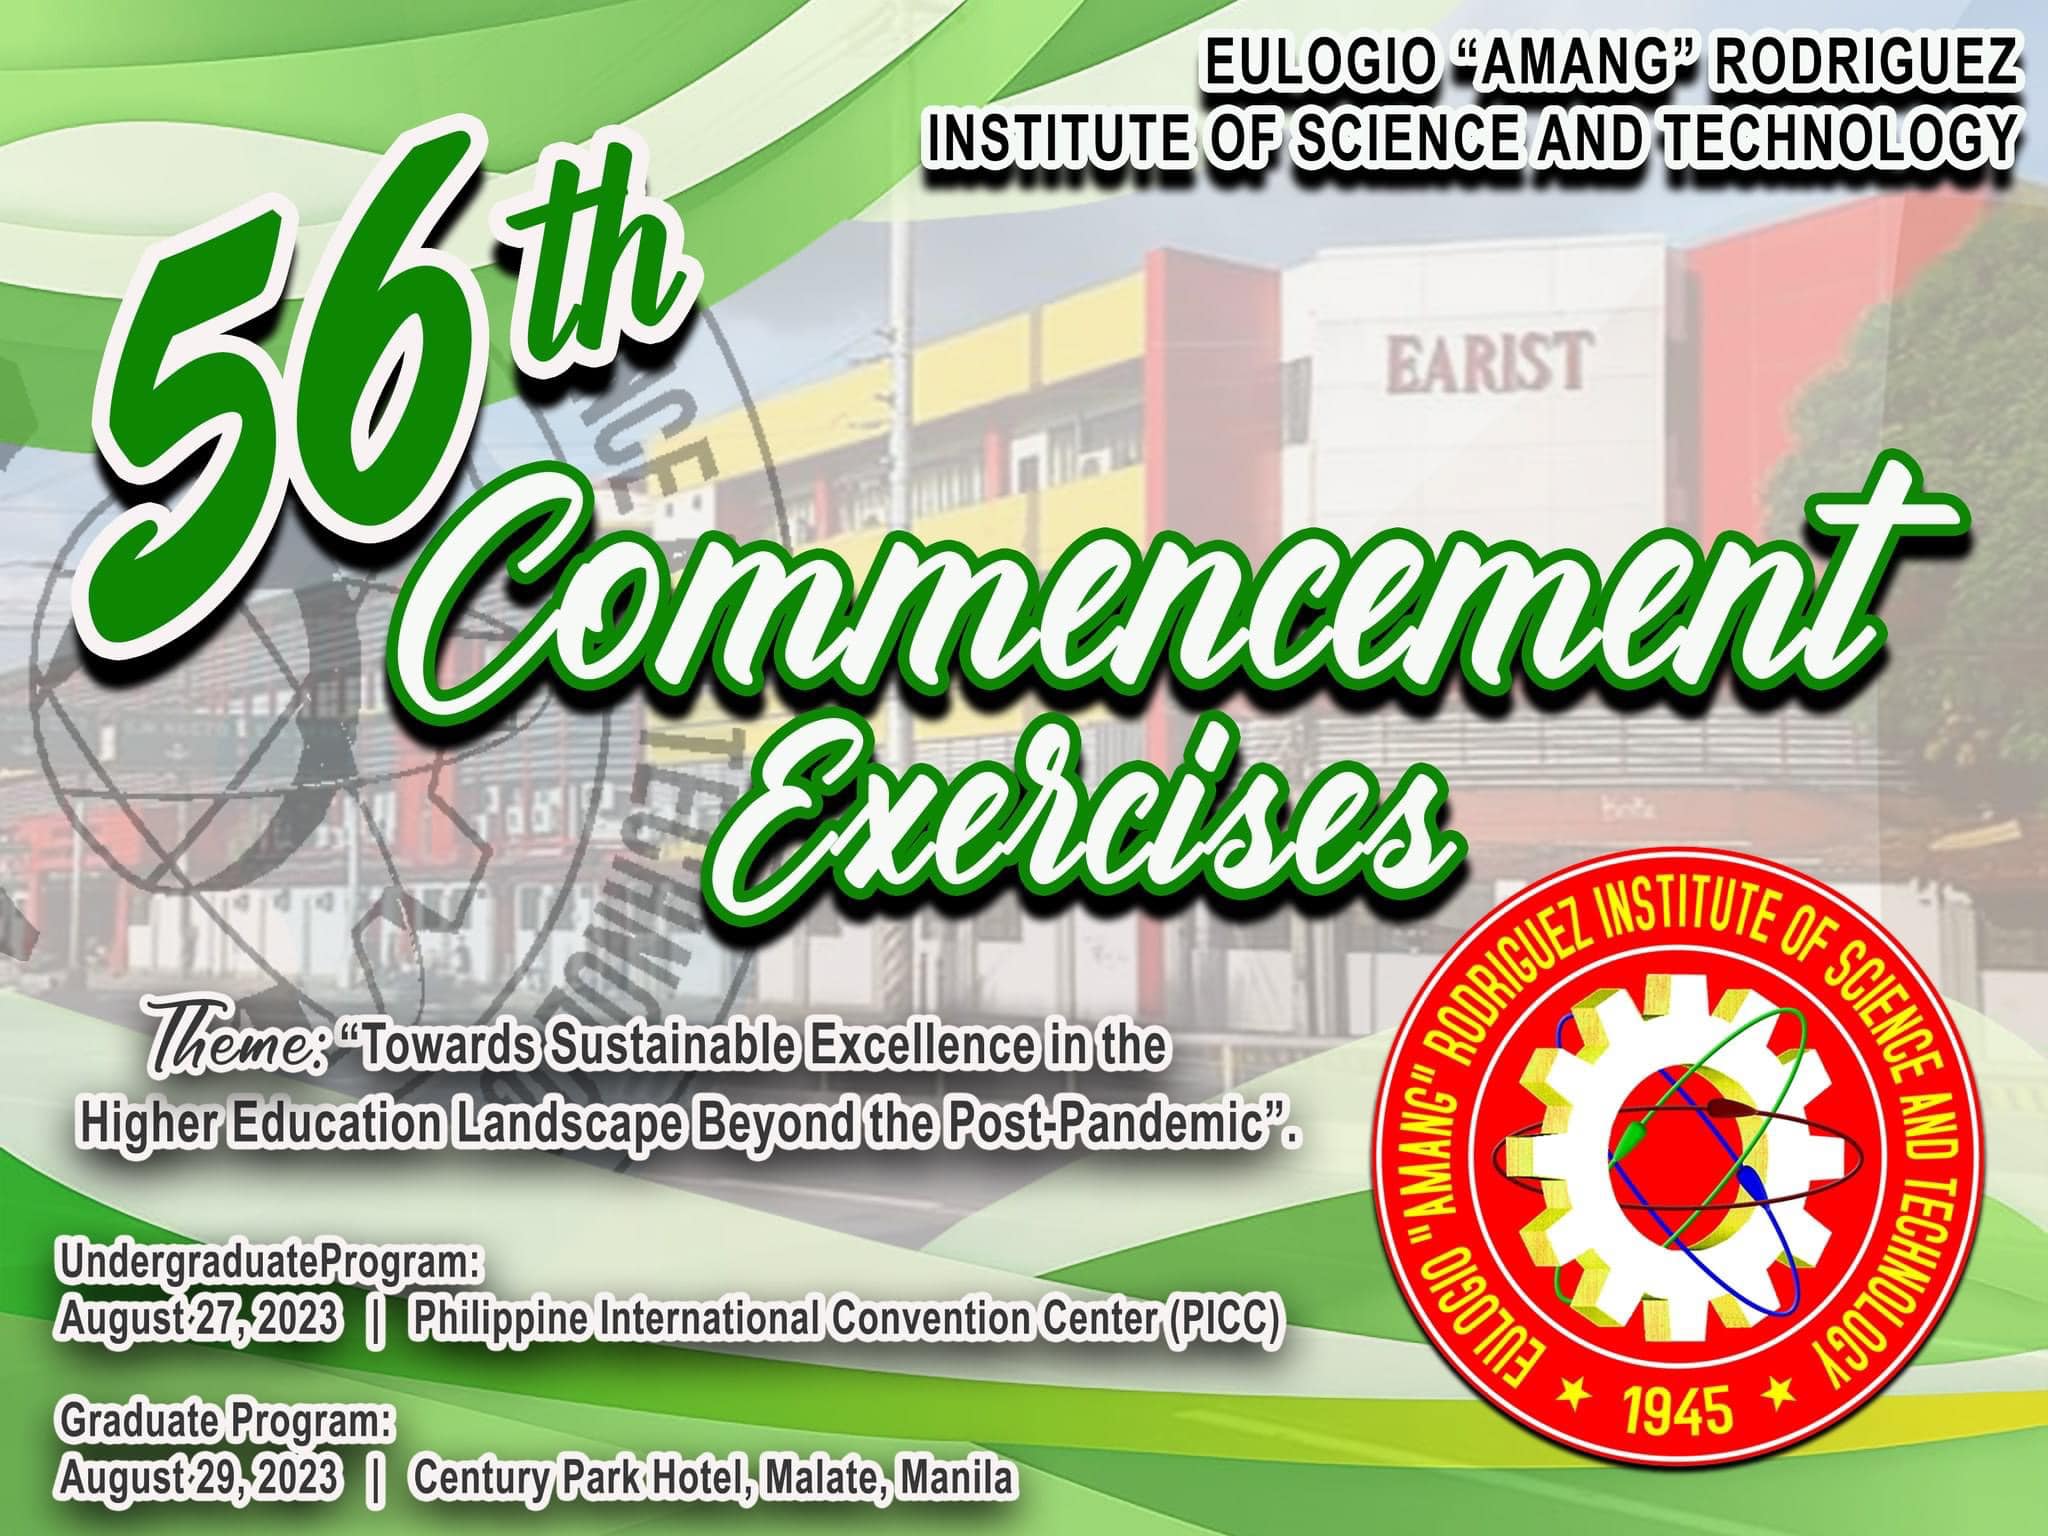 EULOGIO “AMANG” RODRIGUEZ
INSTITUTE OF SCIENCE AND TECHNOLOGY
56th
EARIST
Commencement
Exercises
Theme: “Towards Sustainable Excellence in the
Higher Education Landscape Beyond the Post-Pandemic”.
UndergraduateProgram:
August 27, 2023 | Philippine International Convention Center (PICC)
Graduate Program:
August 29, 2023 | Century Park Hotel, Malate, Manila
EULOGIO "AMANG" RODRIGUEZ INSTITUTE OF SCIENCE AND TECHNOLOGY
1945